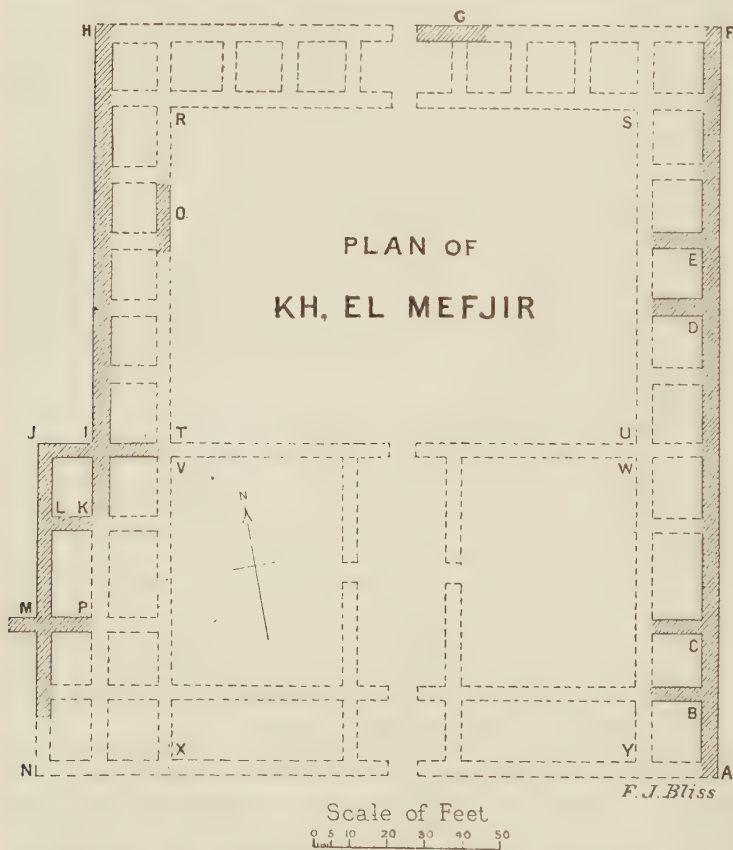 H G F
R S
O
PLAN OF
KH, EL MEFJIR
E
D
J I T U
V W
L K
N
M P
C
B
X Y
N A
F.J.Bliss
Scale of Feet
0 5 10 20 30 40 50